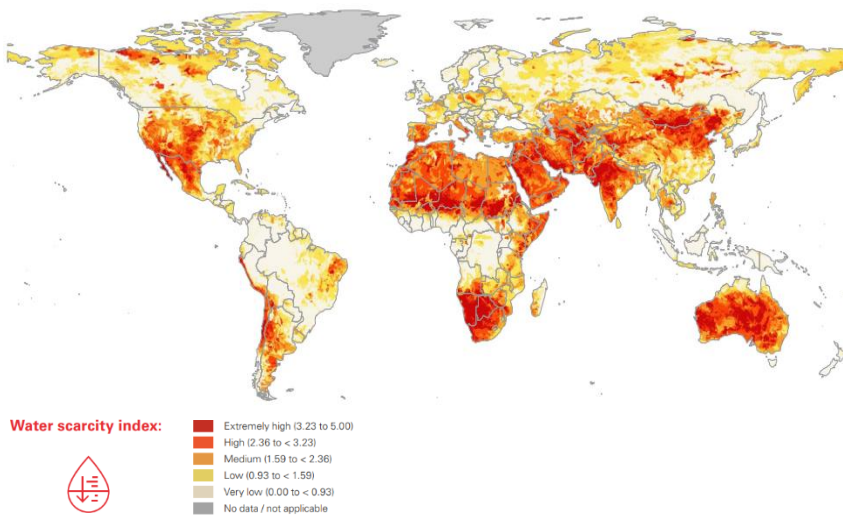 Water scarcity index:
Extremely high (3.23 to 5.00)
High (2.36 to < 3.23)
Medium (1.59 to < 2.36)
Low (0.93 to < 1.59)
Very low (0.00 to < 0.93)
No data / not applicable